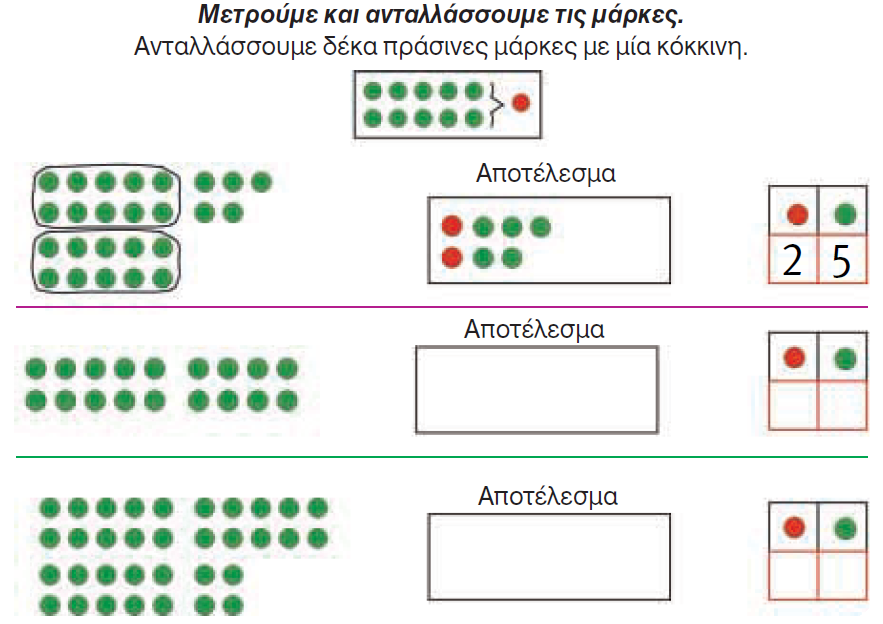 Μετρούμε και ανταλλάσσουμε τις μάρκες.
Ανταλλάσσουμε δέκα πράσινες μάρκες με μία κόκκινη.
Αποτέλεσμα
2 5
Αποτέλεσμα
Αποτέλεσμα